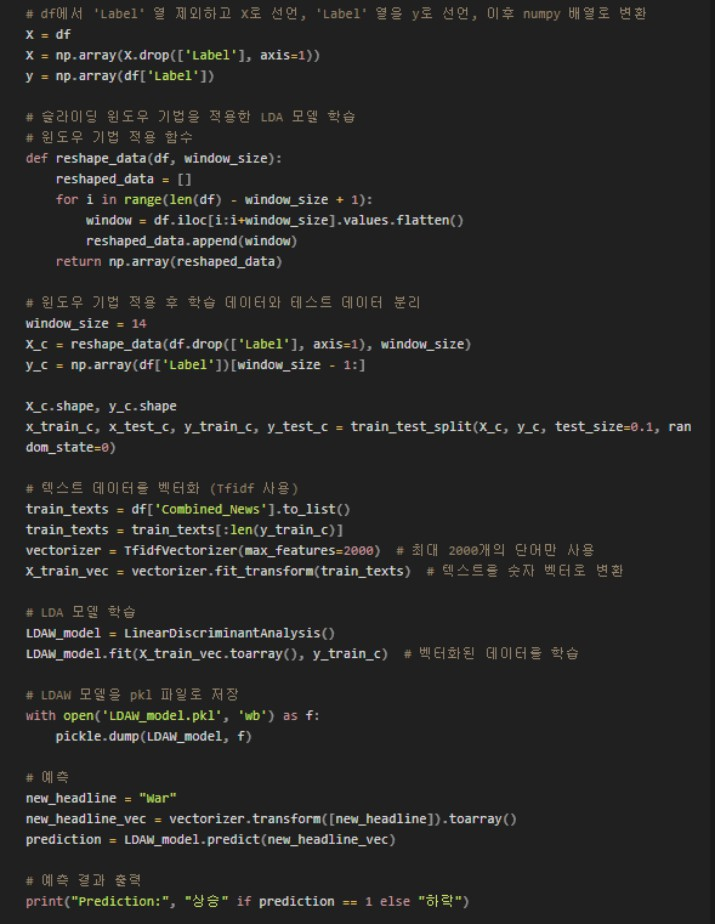 # df에서 'Label' 열 제외하고 X로 선언, 'Label' 열을 y로 선언, 이후 numpy 배열로 변환
X = df
X = np.array(X.drop(['Label'], axis=1))
y = np.array(df['Label'])
# 슬라이딩 윈도우 기법을 적용한 LDA 모델 학습
# 윈도우 기법 적용 함수
def reshape_data(df, window_size):
    reshaped_data = []
    for i in range(len(df) - window_size + 1):
        window = df.iloc[i:i+window_size].values.flatten()
        reshaped_data.append(window)
    return np.array(reshaped_data)
# 윈도우 기법 적용 후 학습 데이터와 테스트 데이터 분리
window_size = 14
X_c = reshape_data(df.drop(['Label'], axis=1), window_size)
y_c = np.array(df['Label'])[window_size - 1:]
X_c.shape, y_c.shape
x_train_c, x_test_c, y_train_c, y_test_c = train_test_split(X_c, y_c, test_size=0.1, ran
dom_state=0)
# 텍스트 데이터를 벡터화 (Tfidf 사용)
train_texts = df['Combined_News'].to_list()
train_texts = train_texts[:len(y_train_c)]
vectorizer = TfidfVectorizer(max_features=2000)  # 최대 2000개의 단어만 사용
X_train_vec = vectorizer.fit_transform(train_texts)  # 텍스트를 숫자 벡터로 변환
# LDA 모델 학습
LDAW_model = LinearDiscriminantAnalysis()
LDAW_model.fit(X_train_vec.toarray(), y_train_c)  # 벡터화된 데이터를 학습
# LDAW 모델을 pkl 파일로 저장
with open('LDAW_model.pkl', 'wb') as f:
    pickle.dump(LDAW_model, f)
# 예측
new_headline = "War"
new_headline_vec = vectorizer.transform([new_headline]).toarray()
prediction = LDAW_model.predict(new_headline_vec)
# 예측 결과 출력
print("Prediction:", "상승" if prediction == 1 else "하락")